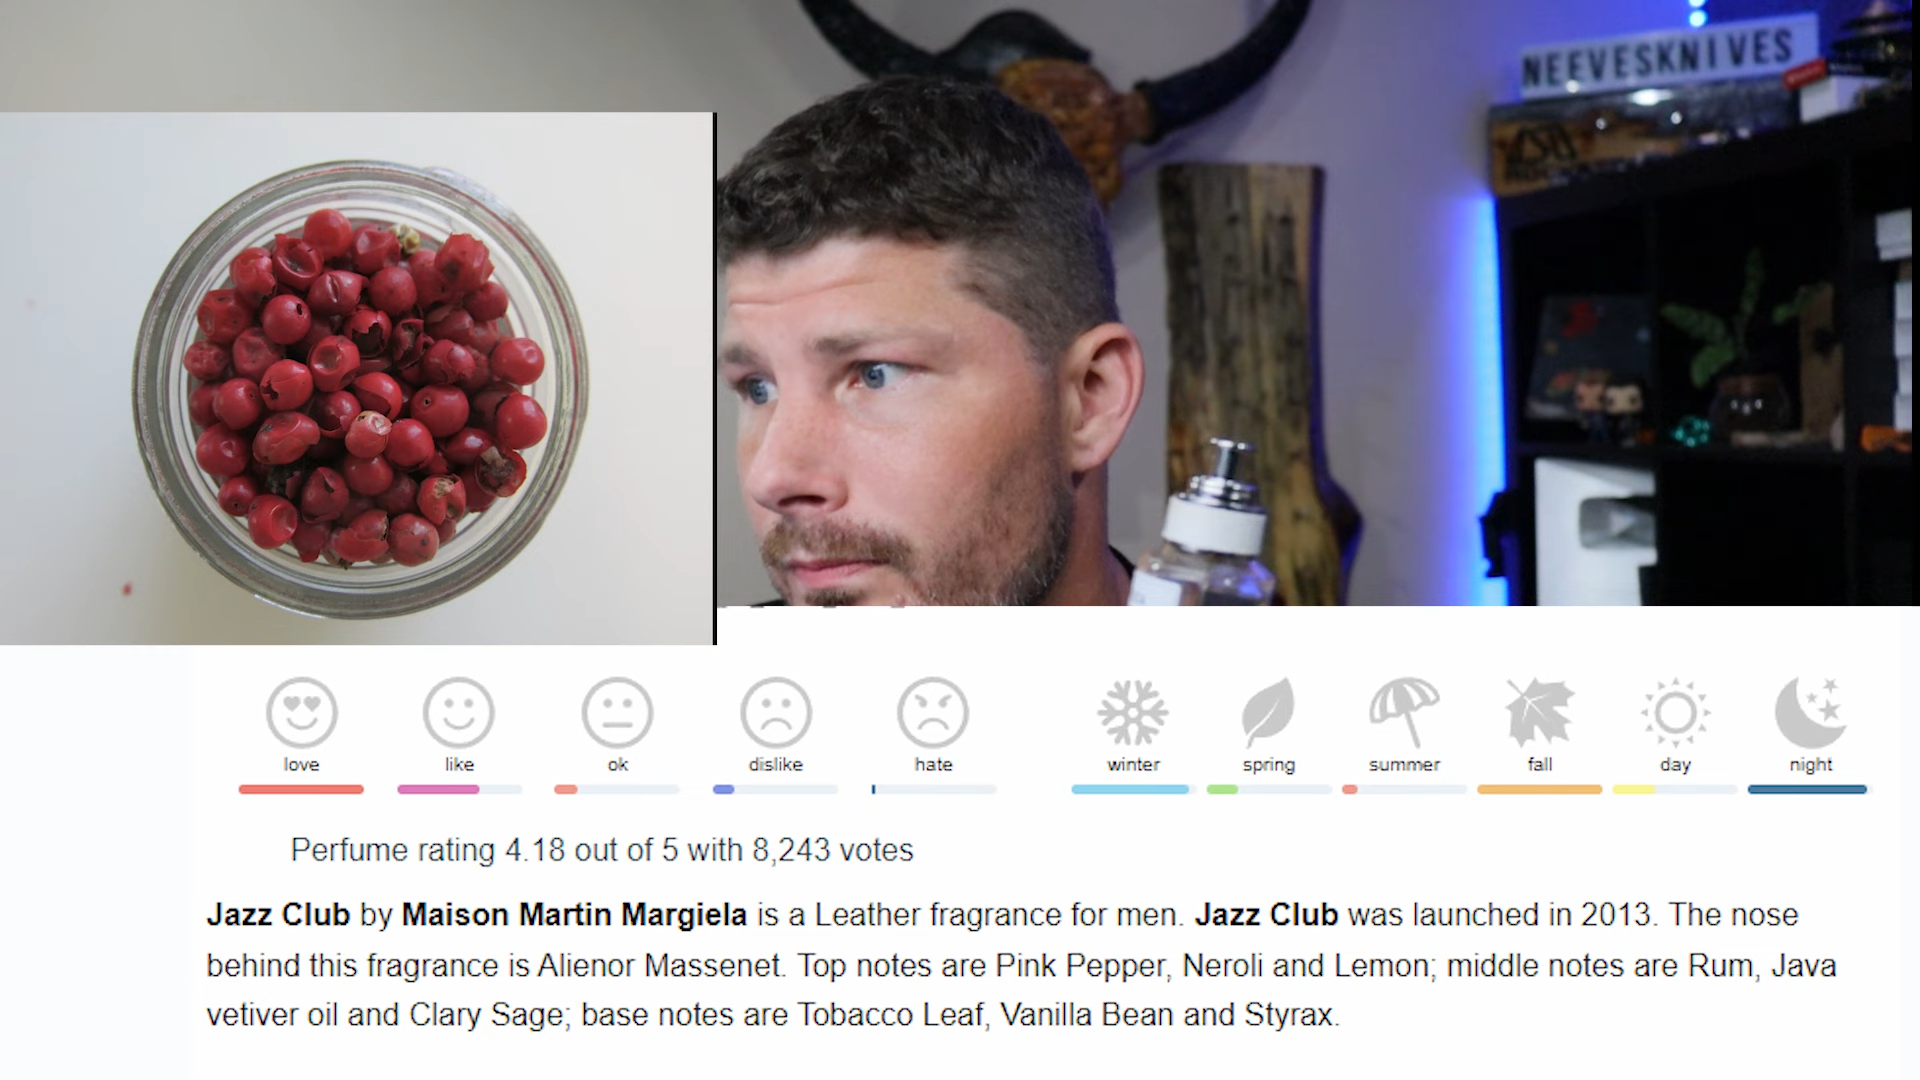 NEEVESKNIVES
love like ok dislike hate winter spring summer fall day night
Perfume rating 4.18 out of 5 with 8,243 votes
Jazz Club by Maison Martin Margiela is a Leather fragrance for men. Jazz Club was launched in 2013. The nose
behind this fragrance is Alienor Massenet. Top notes are Pink Pepper, Neroli and Lemon; middle notes are Rum, Java
vetiver oil and Clary Sage; base notes are Tobacco Leaf, Vanilla Bean and Styrax.